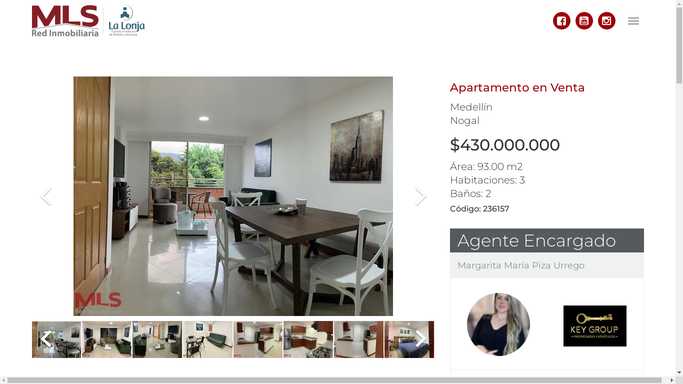 MLS
Red Inmobiliaria
La Lonja
Apartamento en Venta
Medellín
Nogal
$430.000.000
Área: 93.00 m2
Habitaciones: 3
Baños: 2
Código: 236157
Agente Encargado
Margarita María Piza Urrego
MLS
KEY GROUP